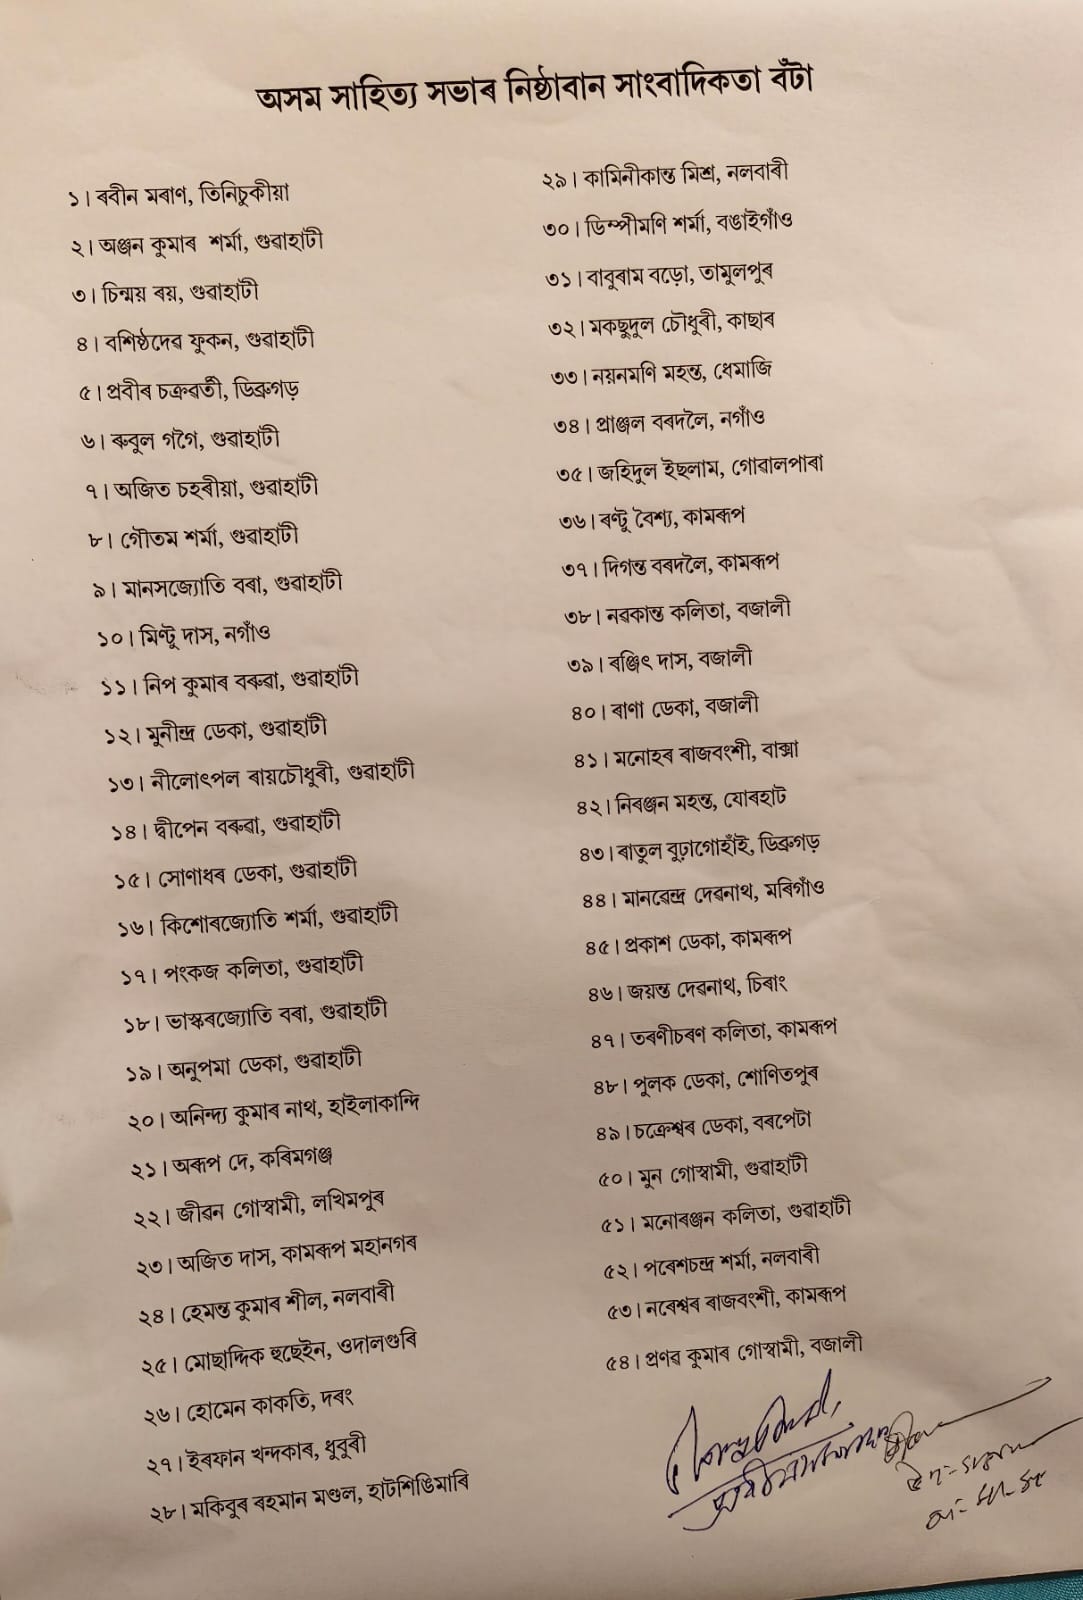 অসম সাহিত্য সভাৰ নিষ্ঠাবান সাংবাদিকতা বঁটা
১। ৰবীন মৰাণ, তিনিচুকীয়া
২। অঞ্জন কুমাৰ শৰ্মা, গুৱাহাটী
৩। চিন্ময় ৰয়, গুৱাহাটী
৪। বশিষ্ঠদেৱ ফুকন, গুৱাহাটী
৫। প্ৰবীৰ চক্ৰৱৰ্তী, ডিব্ৰুগড়
৬। ৰুবুল গগৈ, গুৱাহাটী
৭। অজিত চহৰীয়া, গুৱাহাটী
৮। গৌতম শৰ্মা, গুৱাহাটী
৯। মানসজ্যোতি বৰা, গুৱাহাটী
১০। মিণ্টু দাস, নগাঁও
১১। নিপ কুমাৰ বৰুৱা, গুৱাহাটী
১২। মুনীন্দ্ৰ ডেকা, গুৱাহাটী
১৩। নীলোৎপল ৰায়চৌধুৰী, গুৱাহাটী
১৪। দ্বীপেন বৰুৱা, গুৱাহাটী
১৫। সোণাধৰ ডেকা, গুৱাহাটী
১৬। কিশোৰজ্যোতি শৰ্মা, গুৱাহাটী
১৭। পংকজ কলিতা, গুৱাহাটী
১৮। ভাস্কৰজ্যোতি বৰা, গুৱাহাটী
১৯। অনুপমা ডেকা, গুৱাহাটী
২০। অনিন্দ্য কুমাৰ নাথ, হাইলাকান্দি
২১। অৰূপ দে, কৰিমগঞ্জ
২২। জীৱন গোস্বামী, লখিমপুৰ
২৩। অজিত দাস, কামৰূপ মহানগৰ
২৪। হেমন্ত কুমাৰ শীল, নলবাৰী
২৫। মোছাদ্দিক হুছেইন, ওদালগুৰি
২৬। হোমেন কাকতি, দৰং
২৭। ইৰফান খন্দকাৰ, ধুবুৰী
২৮। মকিবুৰ ৰহমান মণ্ডল, হাটশিঙিমাৰি
২৯। কামিনীকান্ত মিশ্ৰ, নলবাৰী
৩০। ডিম্পীমণি শৰ্মা, বঙাইগাঁও
৩১। বাবুৰাম বড়ো, তামুলপুৰ
৩২। মকছুদুল চৌধুৰী, কাছাৰ
৩৩। নয়নমণি মহন্ত, ধেমাজি
৩৪। প্ৰাঞ্জল বৰদলৈ, নগাঁও
৩৫। জহিদুল ইছলাম, গোৱালপাৰা
৩৬। ৰণ্টু বৈশ্য, কামৰূপ
৩৭। দিগন্ত বৰদলৈ, কামৰূপ
৩৮। নৱকান্ত কলিতা, বজালী
৩৯। ৰঞ্জিৎ দাস, বজালী
৪০। ৰাণা ডেকা, বজালী
৪১। মনোহৰ ৰাজবংশী, বাক্সা
৪২। নিৰঞ্জন মহন্ত, যোৰহাট
৪৩। ৰাতুল বুঢ়াগোহাঁই, ডিব্ৰুগড়
৪৪। মানৱেন্দ্ৰ দেৱনাথ, মৰিগাঁও
৪৫। প্ৰকাশ ডেকা, কামৰূপ
৪৬। জয়ন্ত দেৱনাথ, চিৰাং
৪৭। তৰণীচৰণ কলিতা, কামৰূপ
৪৮। পুলক ডেকা, শোণিতপুৰ
৪৯। চক্ৰেশ্বৰ ডেকা, বৰপেটা
৫০। মুন গোস্বামী, গুৱাহাটী
৫১। মনোৰঞ্জন কলিতা, গুৱাহাটী
৫২। পৰেশচন্দ্ৰ শৰ্মা, নলবাৰী
৫৩। নৰেশ্বৰ ৰাজবংশী, কামৰূপ
৫৪। প্ৰণৱ কুমাৰ গোস্বামী, বজালী